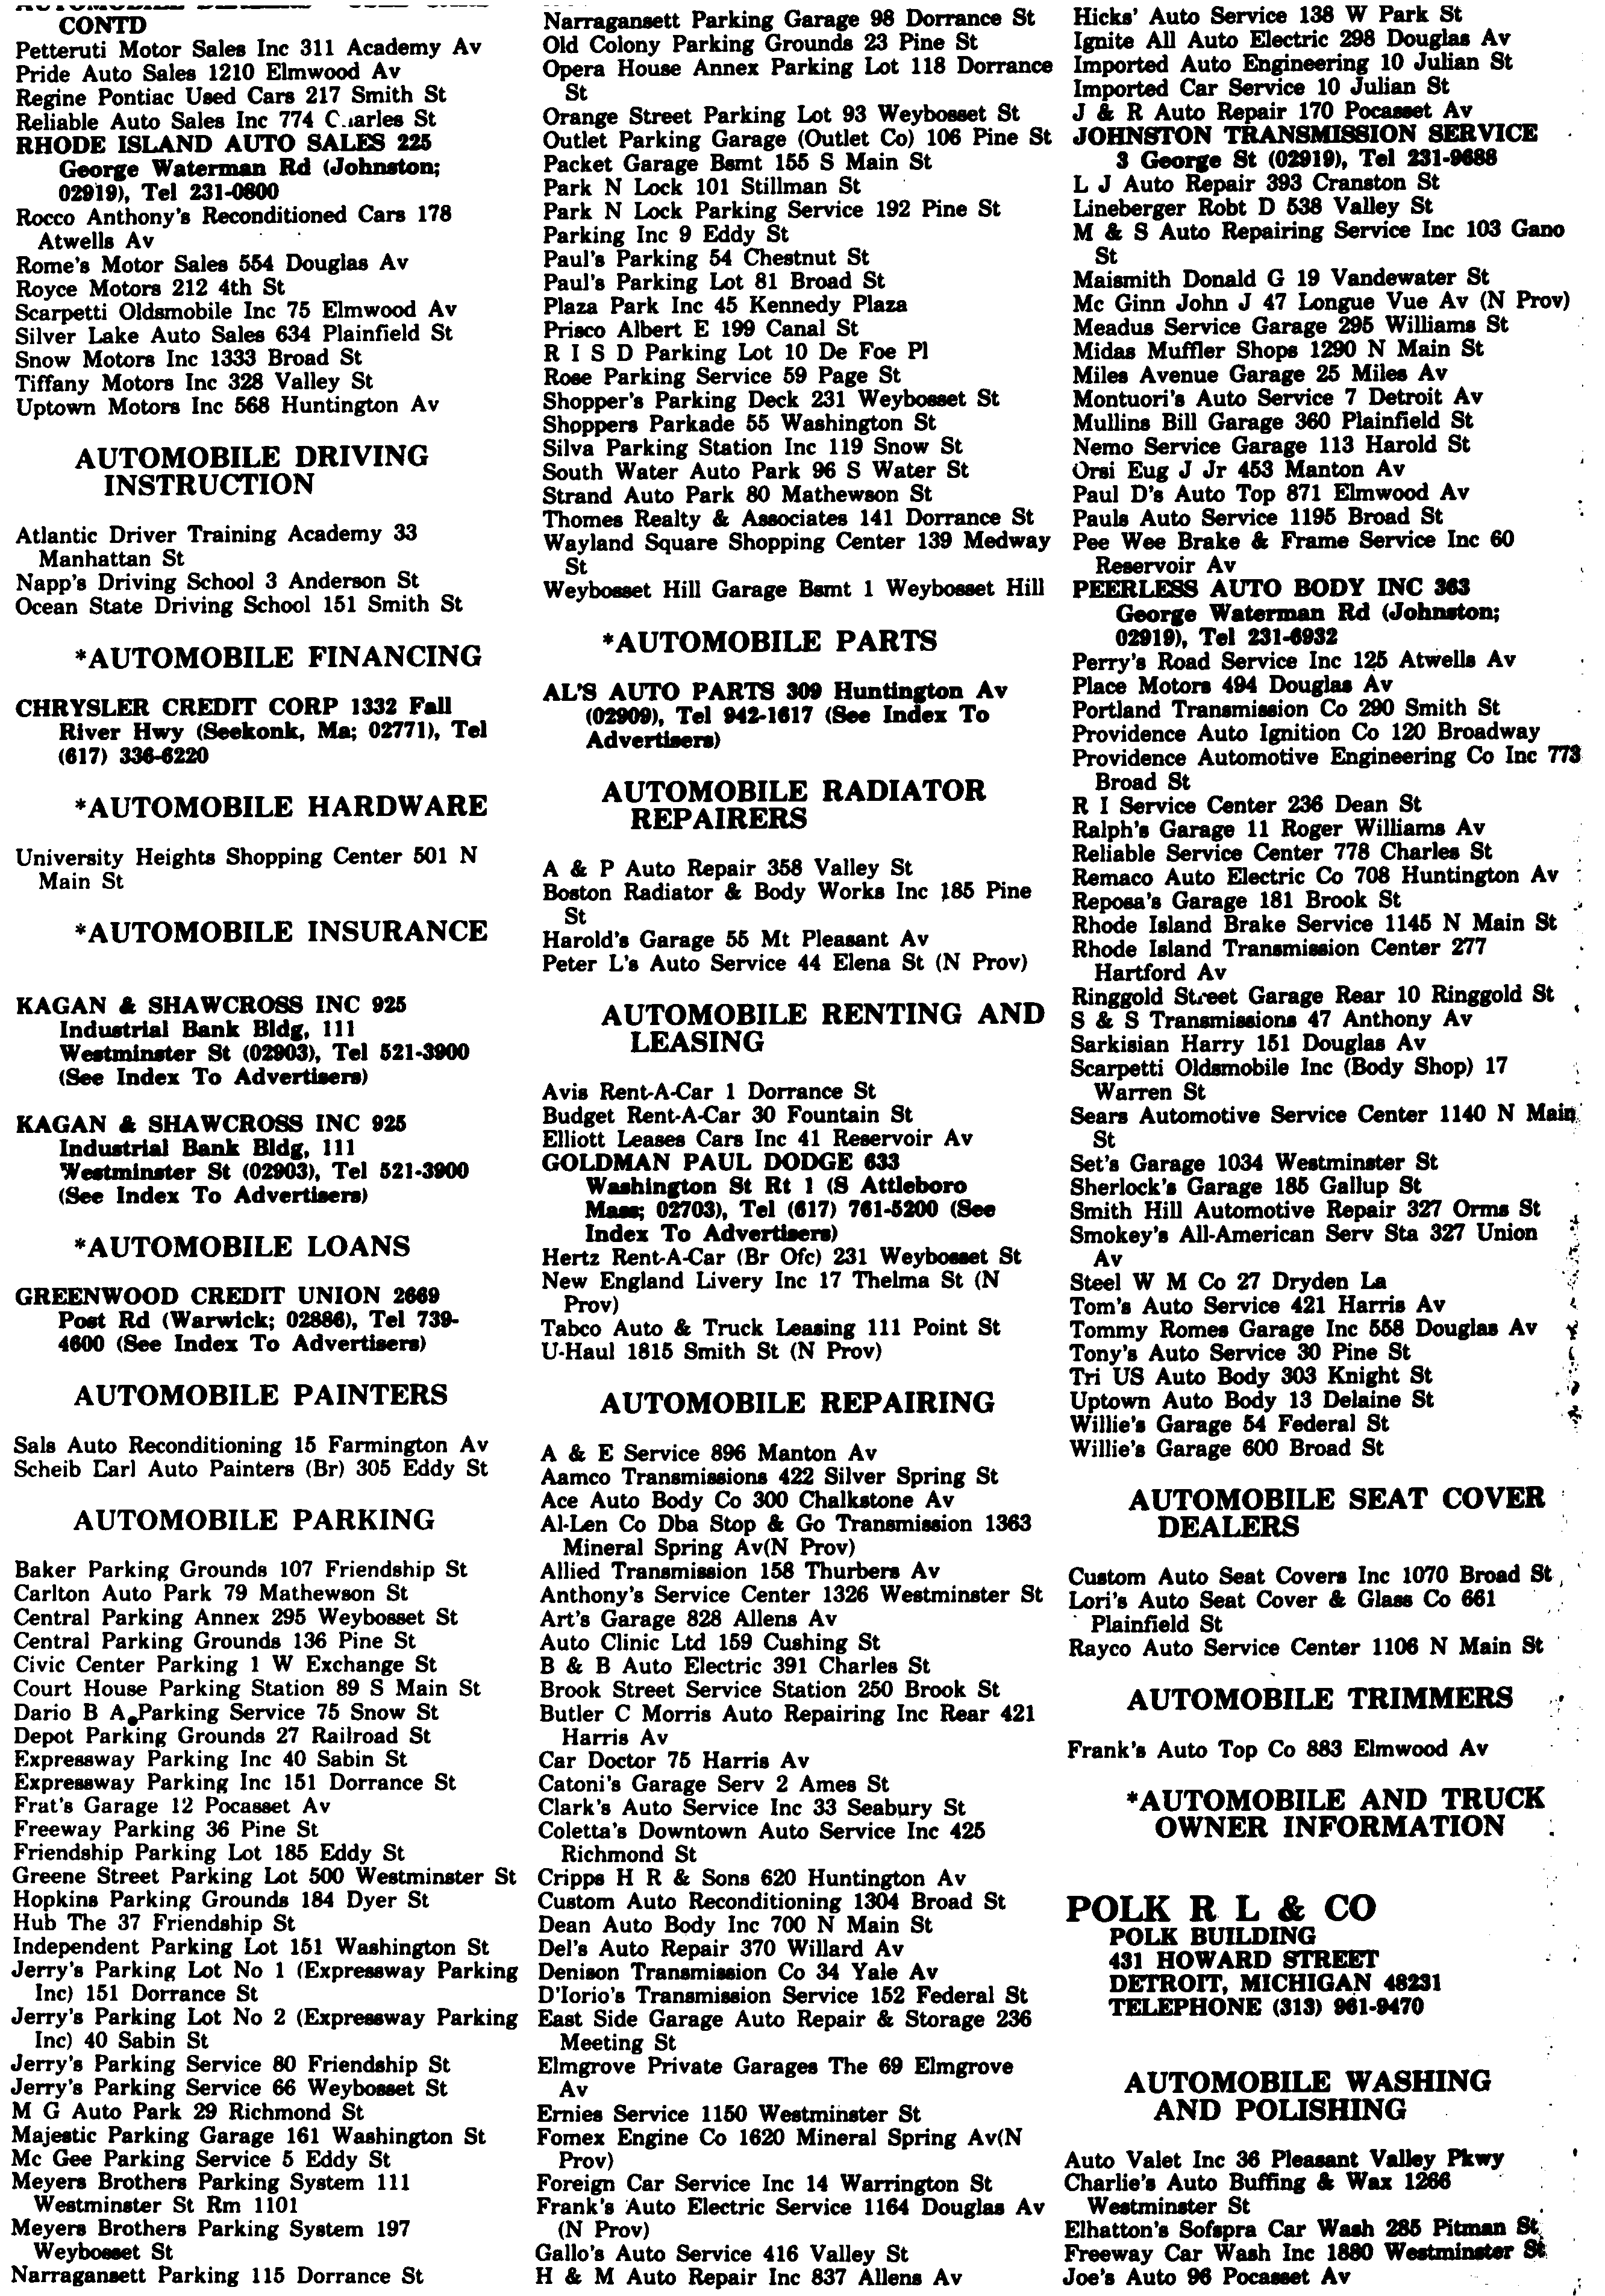 CONTD
Petteruti Motor Sales Inc 311 Academy Av
Pride Auto Sales 1210 Elmwood Av
Regine Pontiac Used Cars 217 Smith St
Reliable Auto Sales Inc 774 C.arles St
RHODE ISLAND AUTO SALES 225
George Waterman Rd (Johnston;
02919), Tel 231-0800
Rocco Anthony's Reconditioned Cars 178
Atwells Av
Rome's Motor Sales 554 Douglas Av
Royce Motors 212 4th St
Scarpetti Oldsmobile Inc 75 Elmwood Av
Silver Lake Auto Sales 634 Plainfield St
Snow Motors Inc 1333 Broad St
Tiffany Motors Inc 328 Valley St
Uptown Motors Inc 568 Huntington Av
AUTOMOBILE DRIVING
INSTRUCTION
Atlantic Driver Training Academy 33
Manhattan St
Napp's Driving School 3 Anderson St
Ocean State Driving School 151 Smith St
*AUTOMOBILE FINANCING
CHRYSLER CREDIT CORP 1332 Fall
River Hwy (Seekonk, Ma; 02771), Tel
(617) 336-6220
*AUTOMOBILE HARDWARE
University Heights Shopping Center 501 N
Main St
*AUTOMOBILE INSURANCE
KAGAN & SHAWCROSS INC 925
Industrial Bank Bldg, 111
Westminster St (02903), Tel 521-3900
(See Index To Advertisers)
KAGAN & SHAWCROSS INC 925
Industrial Bank Bldg, 111
Westminster St (02903), Tel 521-3900
(See Index To Advertisers)
*AUTOMOBILE LOANS
GREENWOOD CREDIT UNION 2669
Post Rd (Warwick; 02886), Tel 739-
4600 (See Index To Advertisers)
AUTOMOBILE PAINTERS
Sals Auto Reconditioning 15 Farmington Av
Scheib Earl Auto Painters (Br) 305 Eddy St
AUTOMOBILE PARKING
Baker Parking Grounds 107 Friendship St
Carlton Auto Park 79 Mathewson St
Central Parking Annex 295 Weybosset St
Central Parking Grounds 136 Pine St
Civic Center Parking 1 W Exchange St
Court House Parking Station 89 S Main St
Dario B A Parking Service 75 Snow St
Depot Parking Grounds 27 Railroad St
Expressway Parking Inc 40 Sabin St
Expressway Parking Inc 151 Dorrance St
Frat's Garage 12 Pocasset Av
Freeway Parking 36 Pine St
Friendship Parking Lot 185 Eddy St
Greene Street Parking Lot 500 Westminster St
Hopkins Parking Grounds 184 Dyer St
Hub The 37 Friendship St
Independent Parking Lot 151 Washington St
Jerry's Parking Lot No 1 (Expressway Parking
Inc) 151 Dorrance St
Jerry's Parking Lot No 2 (Expressway Parking
Inc) 40 Sabin St
Jerry's Parking Service 80 Friendship St
Jerry's Parking Service 66 Weybosset St
M G Auto Park 29 Richmond St
Majestic Parking Garage 161 Washington St
Mc Gee Parking Service 5 Eddy St
Meyers Brothers Parking System 111
Westminster St Rm 1101
Meyers Brothers Parking System 197
Weybosset St
Narragansett Parking 115 Dorrance St
Narragansett Parking Garage 98 Dorrance St
Old Colony Parking Grounds 23 Pine St
Opera House Annex Parking Lot 118 Dorrance
St
Orange Street Parking Lot 93 Weybosset St
Outlet Parking Garage (Outlet Co) 106 Pine St
Packet Garage Bsmt 155 S Main St
Park N Lock 101 Stillman St
Park N Lock Parking Service 192 Pine St
Parking Inc 9 Eddy St
Paul's Parking 54 Chestnut St
Paul's Parking Lot 81 Broad St
Plaza Park Inc 45 Kennedy Plaza
Prisco Albert E 199 Canal St
R I S D Parking Lot 10 De Foe Pl
Rose Parking Service 59 Page St
Shopper's Parking Deck 231 Weybosset St
Shoppers Parkade 55 Washington St
Silva Parking Station Inc 119 Snow St
South Water Auto Park 96 S Water St
Strand Auto Park 80 Mathewson St
Thomes Realty & Associates 141 Dorrance St
Wayland Square Shopping Center 139 Medway
St
Weybosset Hill Garage Bsmt 1 Weybosset Hill
*AUTOMOBILE PARTS
AL'S AUTO PARTS 309 Huntington Av
(02909), Tel 942-1617 (See Index To
Advertisers)
AUTOMOBILE RADIATOR
REPAIRERS
A & P Auto Repair 358 Valley St
Boston Radiator & Body Works Inc 185 Pine
St
Harold's Garage 55 Mt Pleasant Av
Peter L's Auto Service 44 Elena St (N Prov)
AUTOMOBILE RENTING AND
LEASING
Avis Rent-A-Car 1 Dorrance St
Budget Rent-A-Car 30 Fountain St
Elliott Leases Cars Inc 41 Reservoir Av
GOLDMAN PAUL DODGE 633
Washington St Rt 1 (S Attleboro
Mass; 02703), Tel (617) 761-5200 (See
Index To Advertisers)
Hertz Rent-A-Car (Br Ofc) 231 Weybosset St
New England Livery Inc 17 Thelma St (N
Prov)
Tabco Auto & Truck Leasing 111 Point St
U-Haul 1815 Smith St (N Prov)
AUTOMOBILE REPAIRING
A & E Service 896 Manton Av
Aamco Transmissions 422 Silver Spring St
Ace Auto Body Co 300 Chalkstone Av
Al-Len Co Dba Stop & Go Transmission 1363
Mineral Spring Av(N Prov)
Allied Transmission 158 Thurbers Av
Anthony's Service Center 1326 Westminster St
Art's Garage 828 Allens Av
Auto Clinic Ltd 159 Cushing St
B & B Auto Electric 391 Charles St
Brook Street Service Station 250 Brook St
Butler C Morris Auto Repairing Inc Rear 421
Harris Av
Car Doctor 75 Harris Av
Catoni's Garage Serv 2 Ames St
Clark's Auto Service Inc 33 Seabury St
Coletta's Downtown Auto Service Inc 425
Richmond St
Cripps H R & Sons 620 Huntington Av
Custom Auto Reconditioning 1304 Broad St
Dean Auto Body Inc 700 N Main St
Del's Auto Repair 370 Willard Av
Denison Transmission Co 34 Yale Av
D'Iorio's Transmission Service 152 Federal St
East Side Garage Auto Repair & Storage 236
Meeting St
Elmgrove Private Garages The 69 Elmgrove
Av
Ernies Service 1150 Westminster St
Fomex Engine Co 1620 Mineral Spring Av(N
Prov)
Foreign Car Service Inc 14 Warrington St
Frank's Auto Electric Service 1164 Douglas Av
(N Prov)
Gallo's Auto Service 416 Valley St
H & M Auto Repair Inc 837 Allens Av
Hicks' Auto Service 138 W Park St
Ignite All Auto Electric 298 Douglas Av
Imported Auto Engineering 10 Julian St
Imported Car Service 10 Julian St
J & R Auto Repair 170 Pocasset Av
JOHNSTON TRANSMISSION SERVICE
3 George St (02919), Tel 231-9688
L J Auto Repair 393 Cranston St
Lineberger Robt D 538 Valley St
M & S Auto Repairing Service Inc 103 Gano
St
Maismith Donald G 19 Vandewater St
Mc Ginn John J 47 Longue Vue Av (N Prov)
Meadus Service Garage 295 Williams St
Midas Muffler Shops 1290 N Main St
Miles Avenue Garage 25 Miles Av
Montuori's Auto Service 7 Detroit Av
Mullins Bill Garage 360 Plainfield St
Nemo Service Garage 113 Harold St
Orsi Eug J Jr 453 Manton Av
Paul D's Auto Top 871 Elmwood Av
Pauls Auto Service 1195 Broad St
Pee Wee Brake & Frame Service Inc 60
Reservoir Av
PEERLESS AUTO BODY INC 363
George Waterman Rd (Johnston;
02919), Tel 231-6932
Perry's Road Service Inc 125 Atwells Av
Place Motors 494 Douglas Av
Portland Transmission Co 290 Smith St
Providence Auto Ignition Co 120 Broadway
Providence Automotive Engineering Co Inc 773
Broad St
R I Service Center 236 Dean St
Ralph's Garage 11 Roger Williams Av
Reliable Service Center 778 Charles St
Remaco Auto Electric Co 708 Huntington Av
Reposa's Garage 181 Brook St
Rhode Island Brake Service 1145 N Main St
Rhode Island Transmission Center 277
Hartford Av
Ringgold Street Garage Rear 10 Ringgold St
S & S Transmissions 47 Anthony Av
Sarkisian Harry 151 Douglas Av
Scarpetti Oldsmobile Inc (Body Shop) 17
Warren St
Sears Automotive Service Center 1140 N Main
St
Set's Garage 1034 Westminster St
Sherlock's Garage 185 Gallup St
Smith Hill Automotive Repair 327 Orms St
Smokey's All-American Serv Sta 327 Union
Av
Steel W M Co 27 Dryden La
Tom's Auto Service 421 Harris Av
Tommy Romes Garage Inc 558 Douglas Av
Tony's Auto Service 30 Pine St
Tri US Auto Body 303 Knight St
Uptown Auto Body 13 Delaine St
Willie's Garage 54 Federal St
Willie's Garage 600 Broad St
AUTOMOBILE SEAT COVER
DEALERS
Custom Auto Seat Covers Inc 1070 Broad St
Lori's Auto Seat Cover & Glass Co 661
Plainfield St
Rayco Auto Service Center 1106 N Main St
AUTOMOBILE TRIMMERS
Frank's Auto Top Co 883 Elmwood Av
*AUTOMOBILE AND TRUCK
OWNER INFORMATION
POLK R L & CO
POLK BUILDING
431 HOWARD STREET
DETROIT, MICHIGAN 48231
TELEPHONE (313) 961-9470
AUTOMOBILE WASHING
AND POLISHING
Auto Valet Inc 36 Pleasant Valley Pkwy
Charlie's Auto Buffing & Wax 1266
Westminster St
Elhatton's Sofspra Car Wash 285 Pitman St
Freeway Car Wash Inc 1880 Westminster St
Joe's Auto 96 Pocasset Av